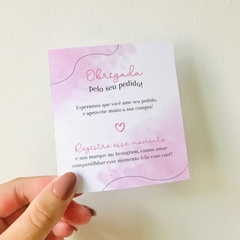 Obrigada
pelo seu pedido!
Esperamos que você ame seu pedido,
e aproveite muito a sua compra!
Registre esse momento
e nos marque no Instagram, vamos amar
compartilhar esse momento feliz com você!